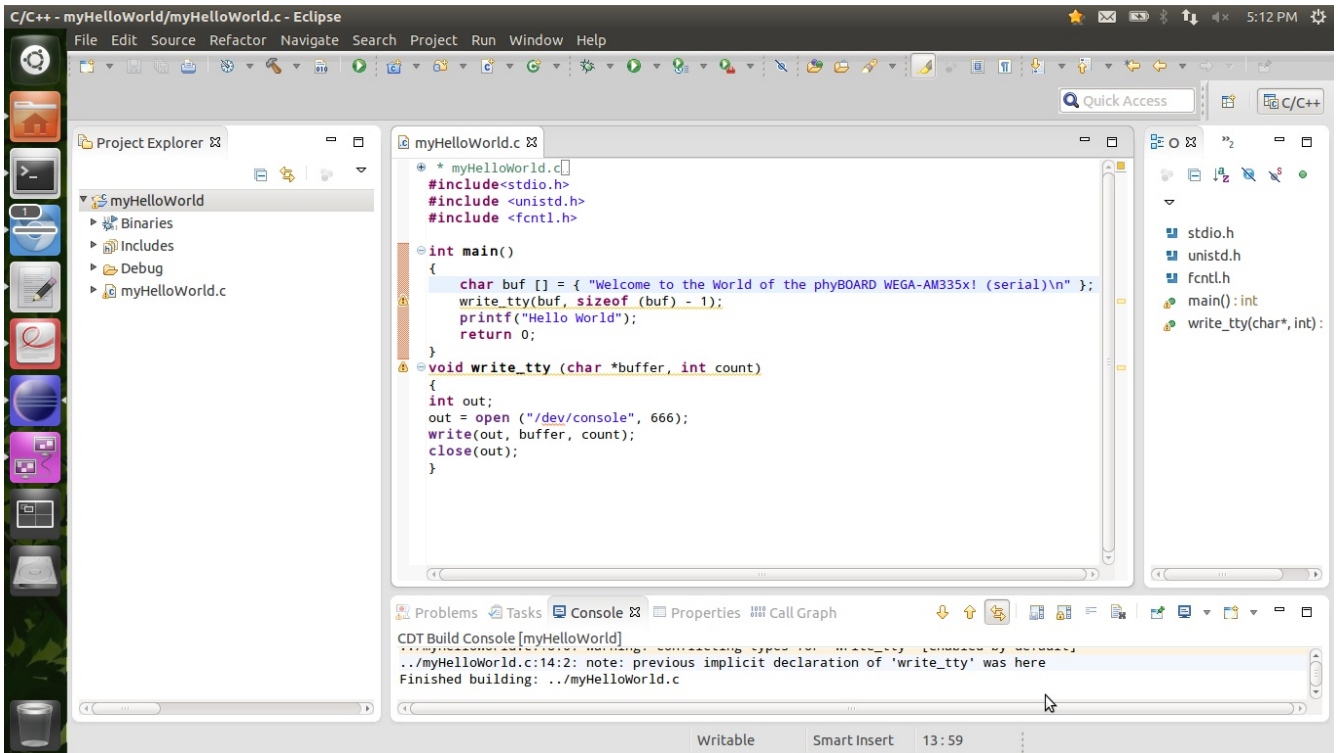 C/C++ - myHelloWorld/myHelloWorld.c - Eclipse
5:12 PM
File Edit Source Refactor Navigate Search Project Run Window Help
Quick Access
C/C++
Project Explorer
myHelloWorld
Binaries
Includes
Debug
myHelloWorld.c
1
myHelloWorld.c
* myHelloWorld.c
#include<stdio.h>
#include <unistd.h>
#include <fcntl.h>
int main()
{
char buf [] = { "Welcome to the World of the phyBOARD WEGA-AM335x! (serial)\n" };
write_tty(buf, sizeof (buf) - 1);
printf("Hello World");
return 0;
}
void write_tty (char *buffer, int count)
{
int out;
out = open ("/dev/console", 666);
write(out, buffer, count);
close(out);
}
O
»2
stdio.h
unistd.h
fcntl.h
main() : int
write_tty(char*, int) :
Problems Tasks Console Properties Call Graph
CDT Build Console [myHelloWorld]
../myHelloWorld.c:14:2: note: previous implicit declaration of 'write_tty' was here
Finished building: ../myHelloWorld.c
Writable Smart Insert 13 : 59